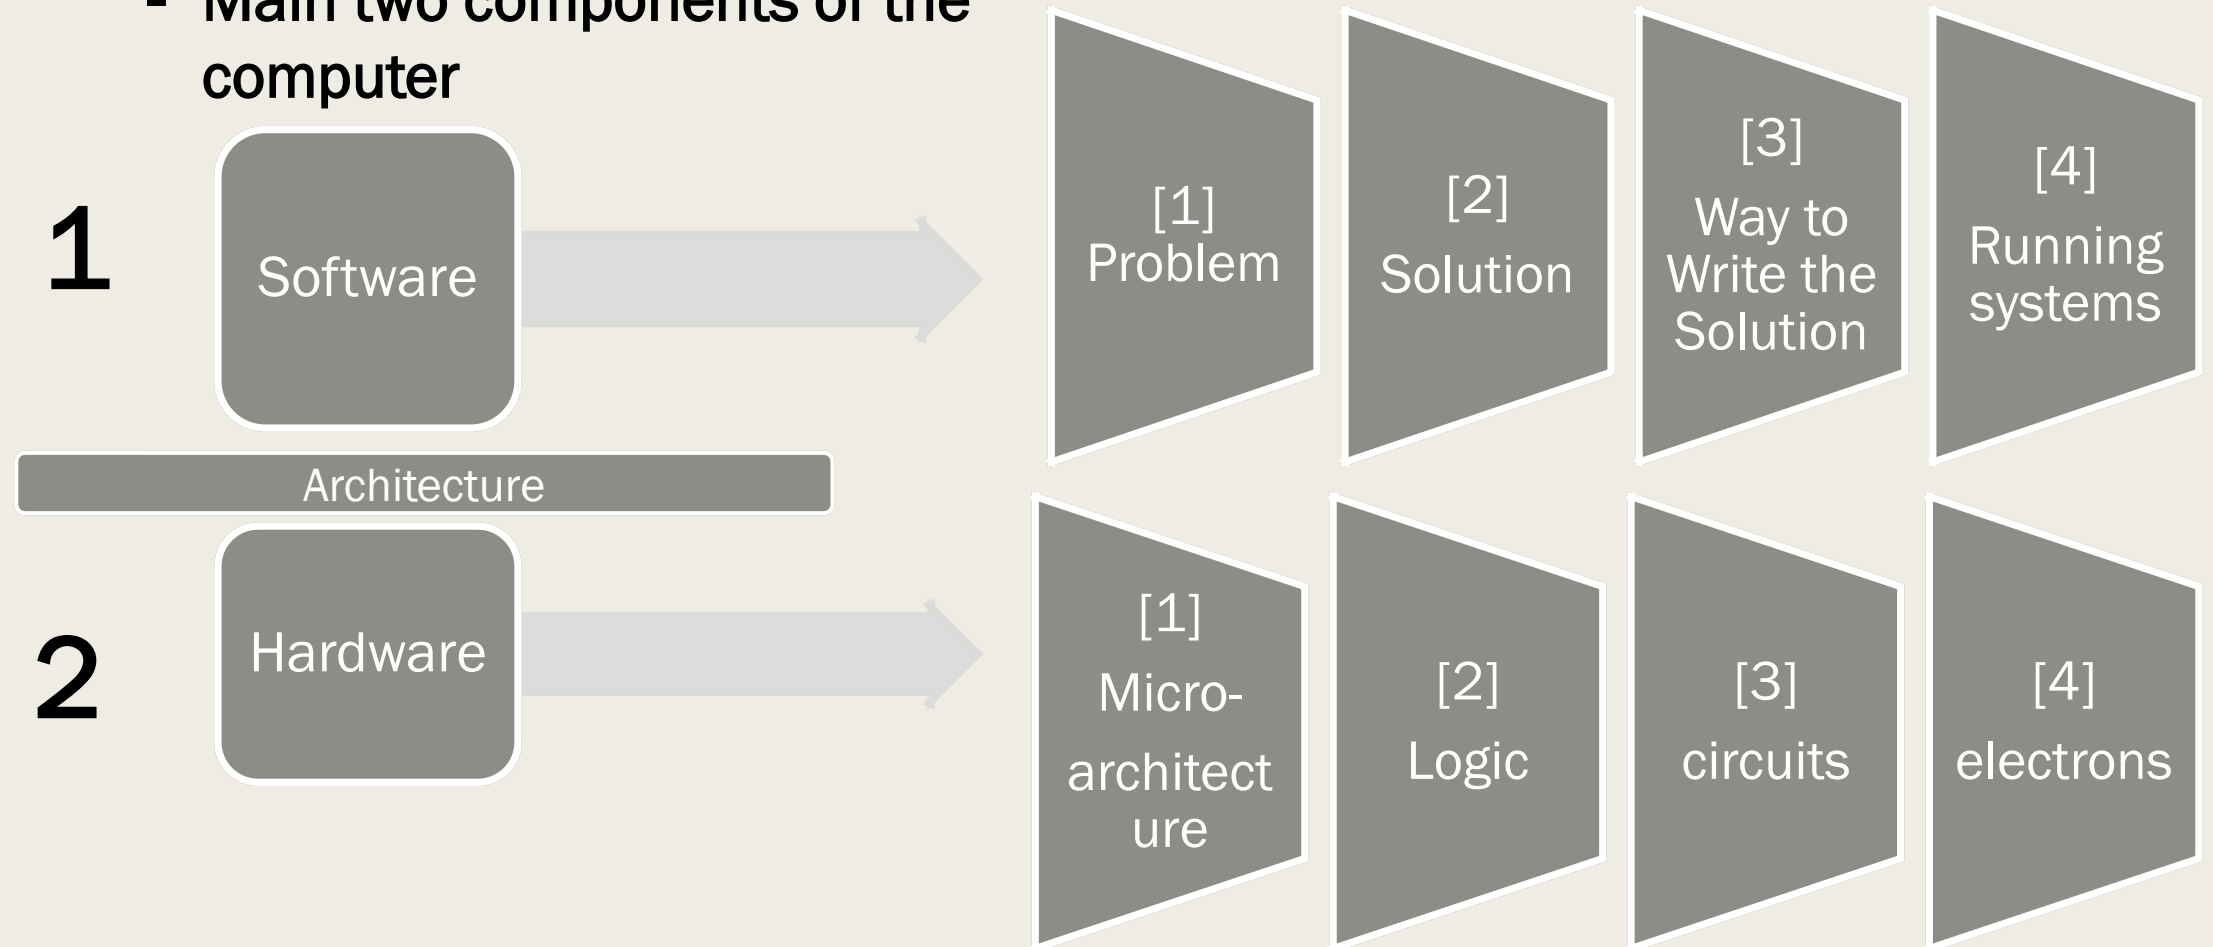 - Main two components of the
computer
1
Software
[1]
Problem
[2]
Solution
[3]
Way to
Write the
Solution
[4]
Running
systems
Architecture
2
Hardware
[1]
Micro-
architect
ure
[2]
Logic
[3]
circuits
[4]
electrons